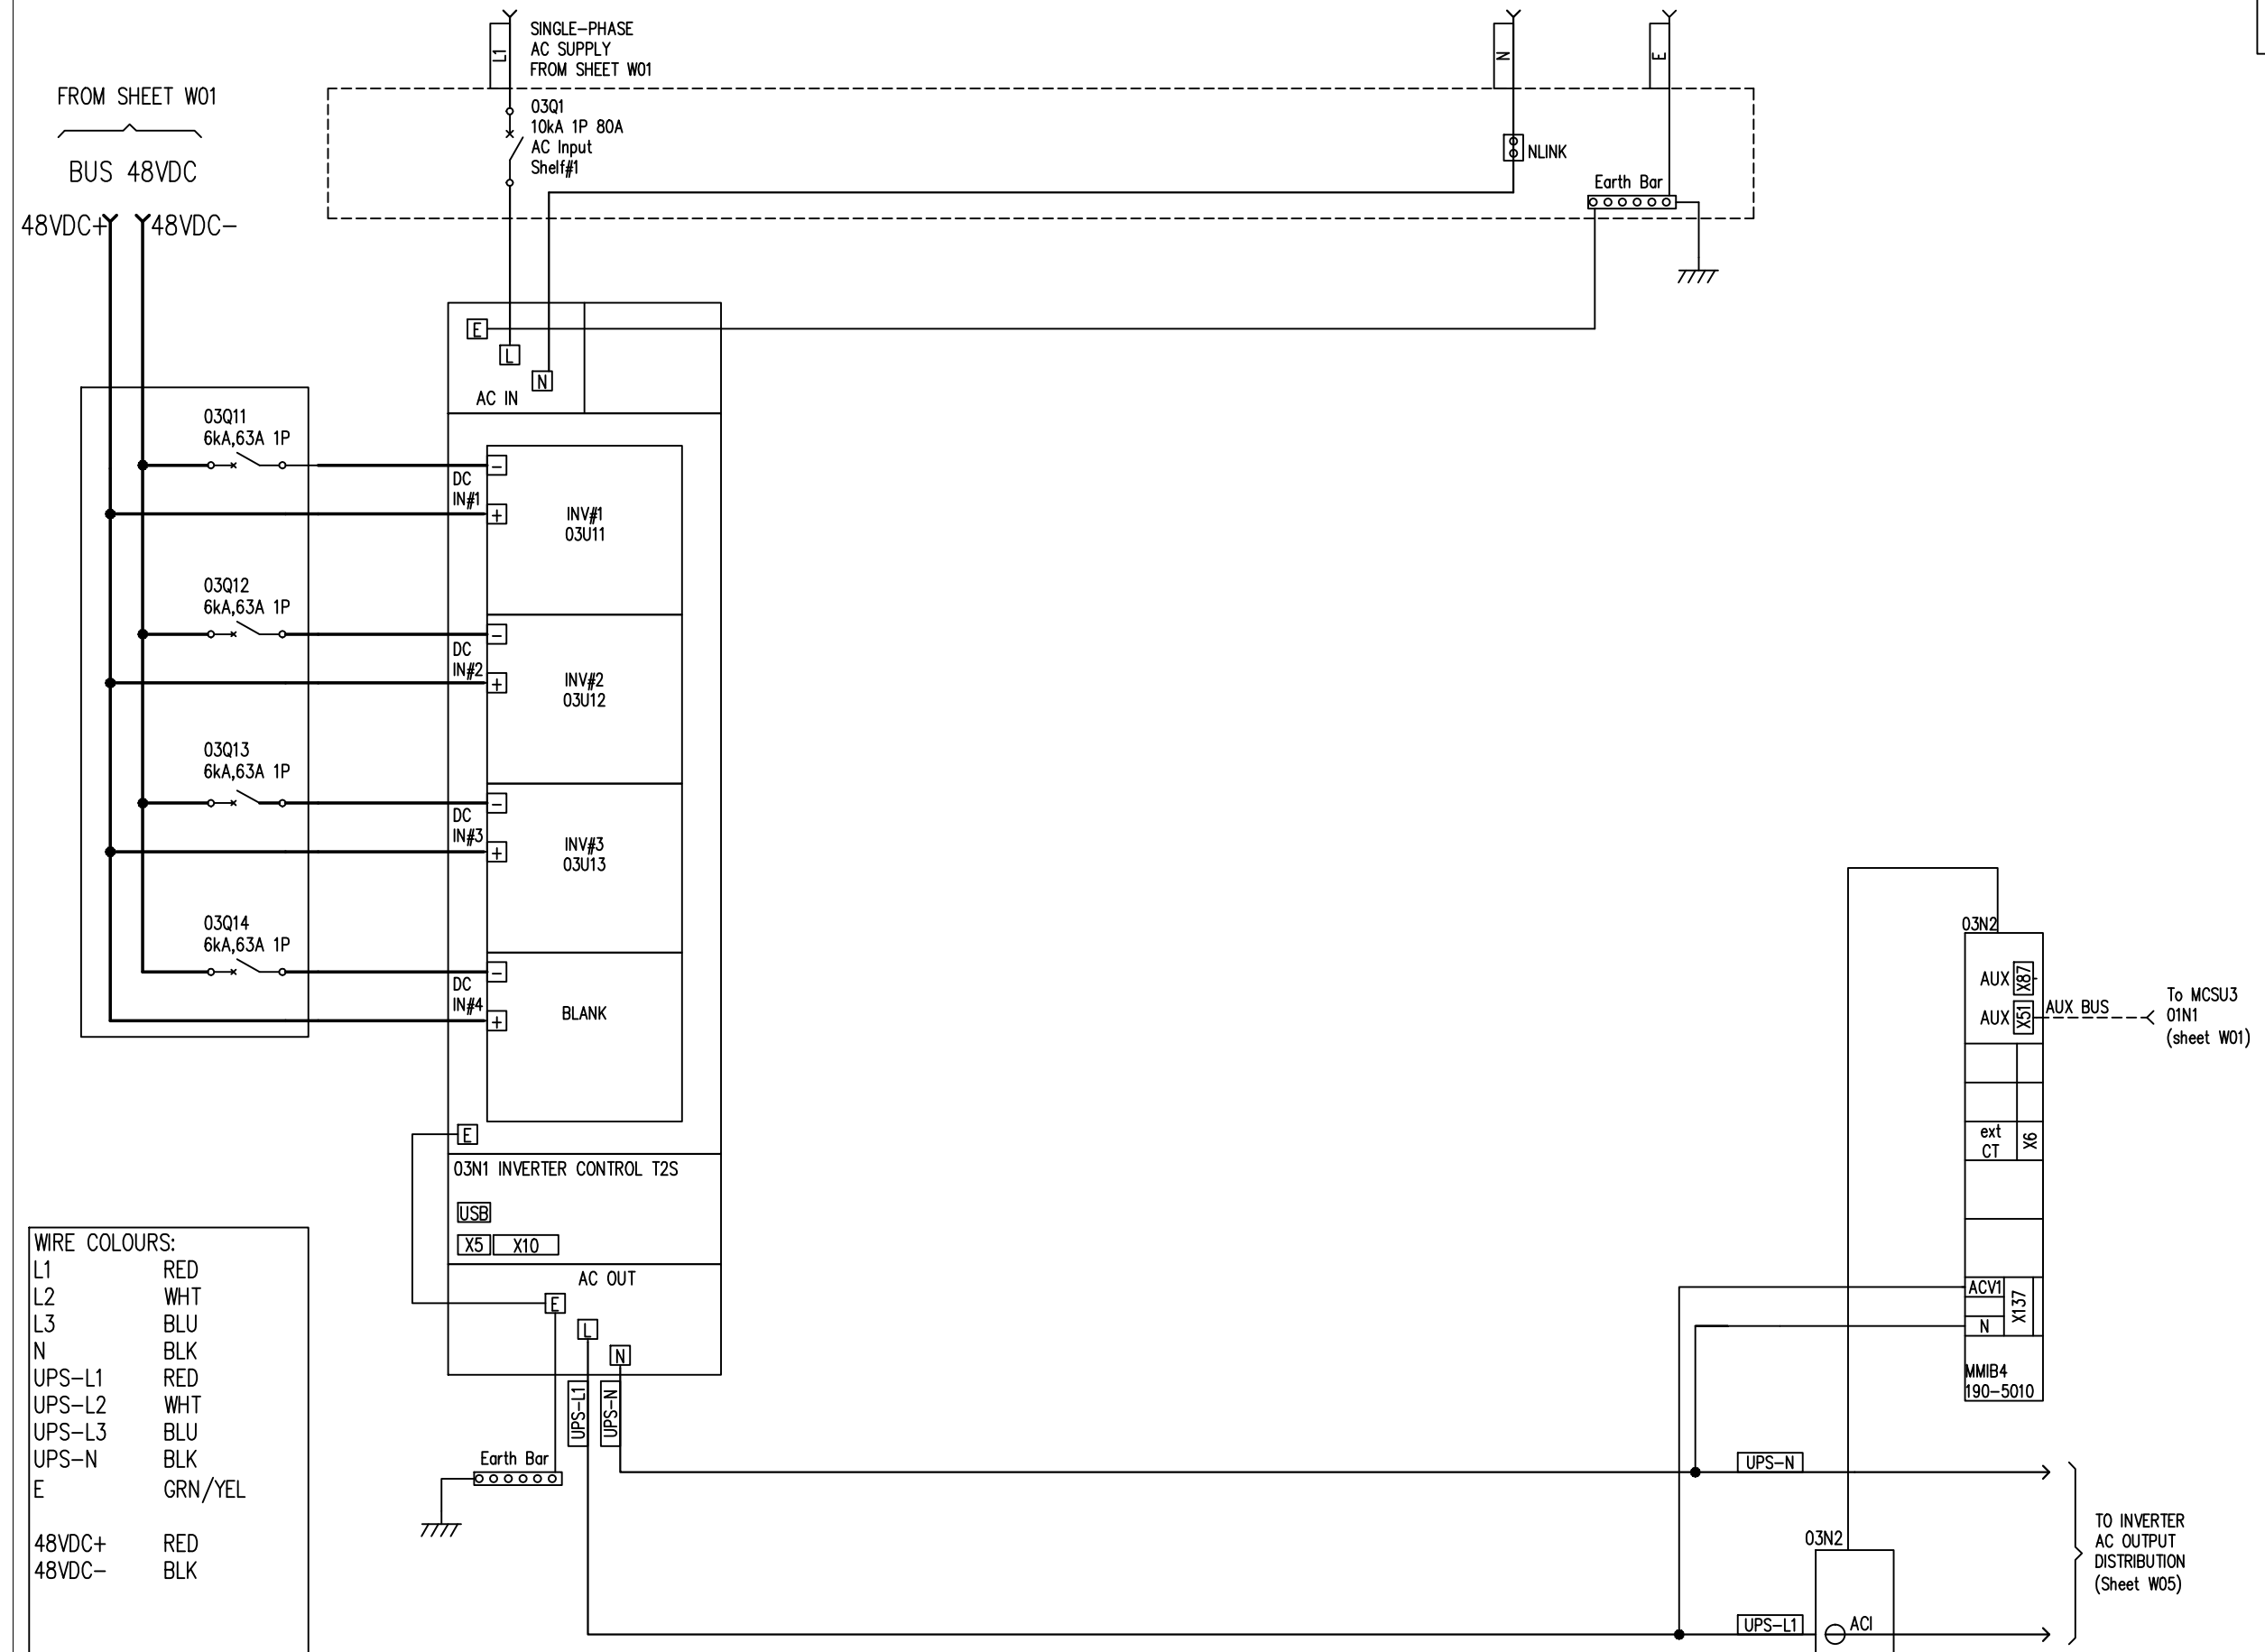 SINGLE-PHASE
AC SUPPLY
FROM SHEET W01
L1
N
E
FROM SHEET W01
BUS 48VDC
48VDC+
48VDC-
03Q1
10kA 1P 80A
AC Input
Shelf#1
NLINK
Earth Bar
E
L
N
AC IN
03Q11
6kA,63A 1P
-
DC
IN#1
+
INV#1
03U11
03Q12
6kA,63A 1P
-
DC
IN#2
+
INV#2
03U12
03Q13
6kA,63A 1P
-
DC
IN#3
+
INV#3
03U13
03Q14
6kA,63A 1P
-
DC
IN#4
+
BLANK
E
03N1 INVERTER CONTROL T2S
USB
X5
X10
AC OUT
E
L
N
UPS-L1
UPS-N
Earth Bar
03N2
AUX X87
AUX X51
AUX BUS
To MCSU3
01N1
(sheet W01)
ext
CT
X6
ACV1
X137
N
MMIB4
190-5010
UPS-N
03N2
UPS-L1
ACI
TO INVERTER
AC OUTPUT
DISTRIBUTION
(Sheet W05)
WIRE COLOURS:
L1 RED
L2 WHT
L3 BLU
N BLK
UPS-L1 RED
UPS-L2 WHT
UPS-L3 BLU
UPS-N BLK
E GRN/YEL
48VDC+ RED
48VDC- BLK